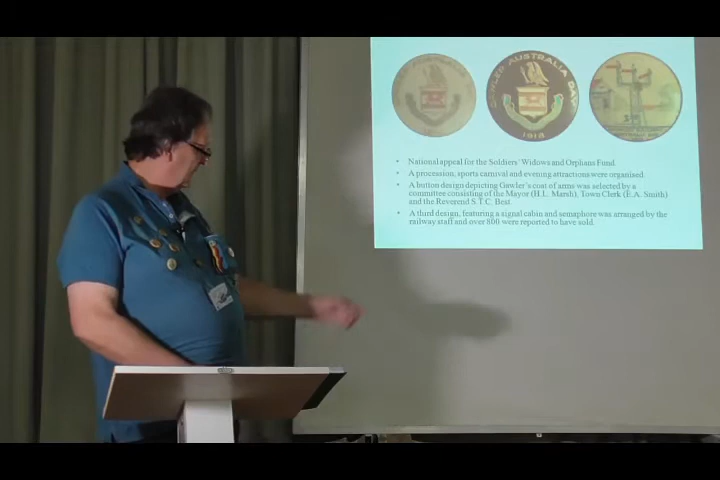 GAWLER AUSTRALIA DAY
1918
• National appeal for the Soldiers' Widows and Orphans Fund.
• A procession, sports carnival and evening attractions were organised.
• A button design depicting Gawler's coat of arms was selected by a
committee consisting of the Mayor (H.L. Marsh), Town Clerk (E.A. Smith)
and the Reverend S.T.C. Best.
• A third design, featuring a signal cabin and semaphore was arranged by the
railway staff and over 800 were reported to have sold.